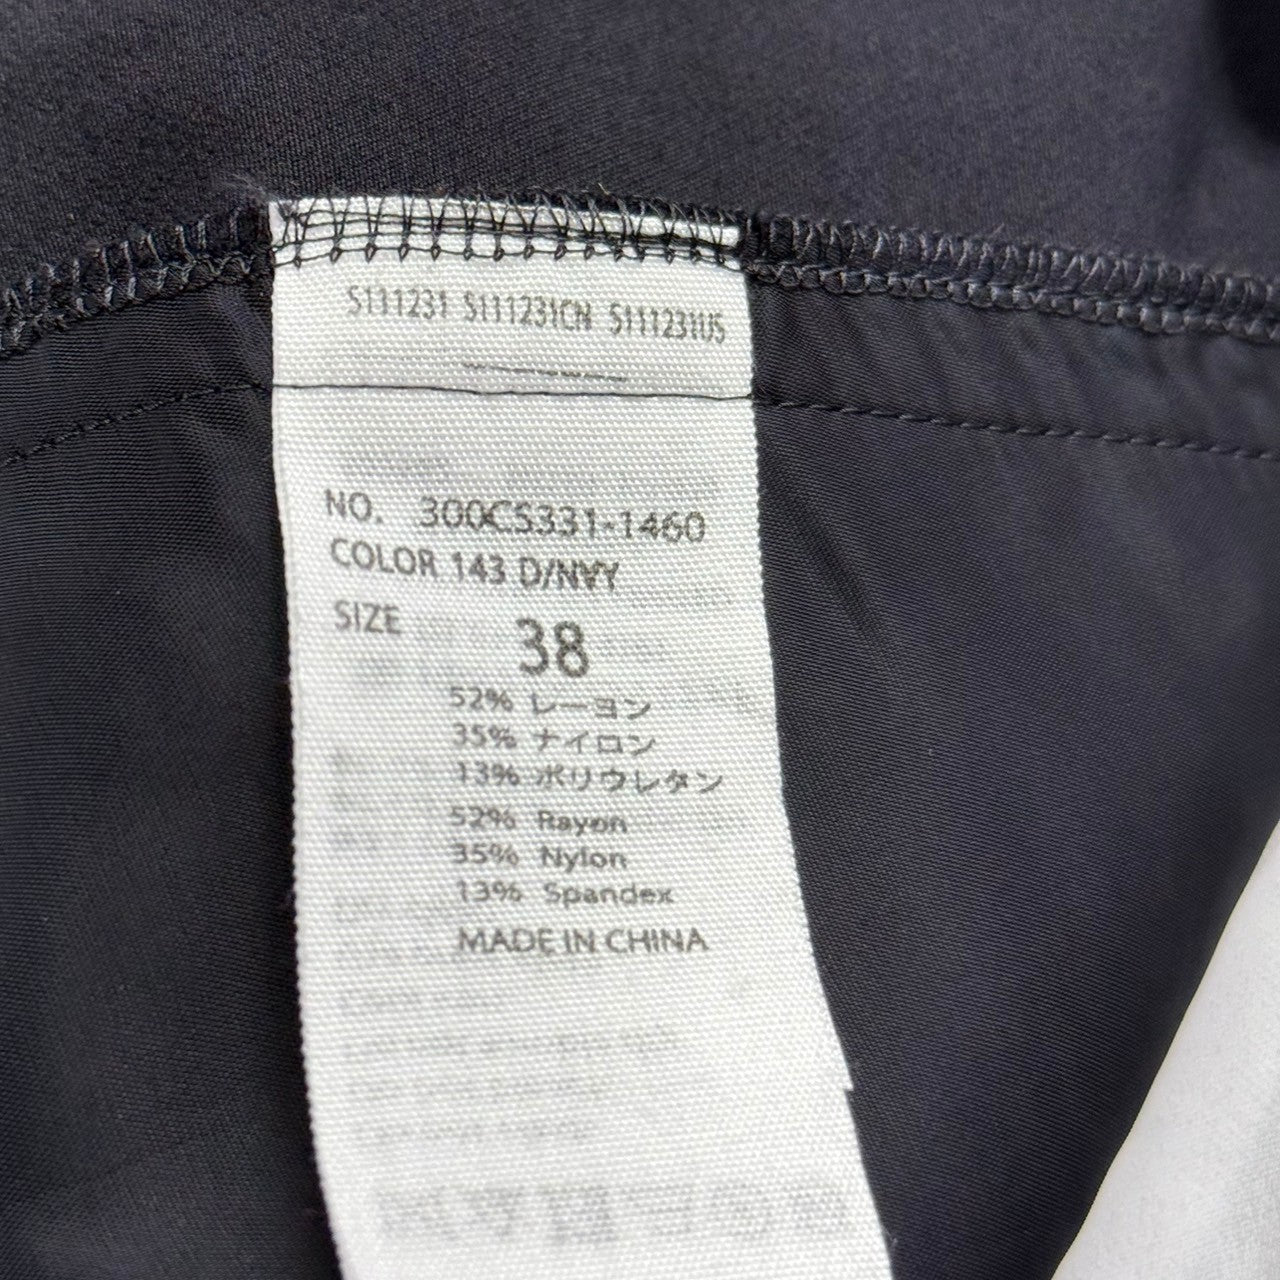 S111231 S111231CN S111231US
NO. 300CS331-1460
COLOR 143 D/NVY
SIZE 38
52% レーヨン
35% ナイロン
13% ポリウレタン
52% Rayon
35% Nylon
13% Spandex
MADE IN CHINA